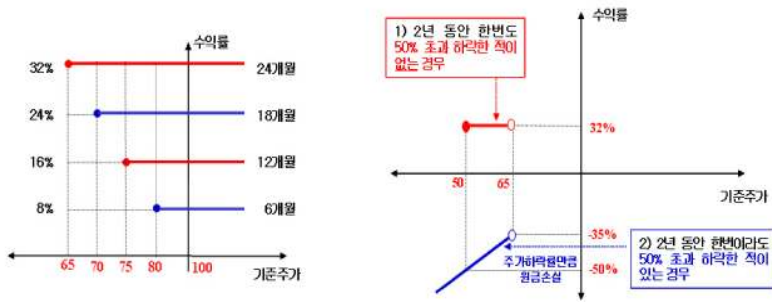 수익률
32%
24개월
24%
18개월
16%
12개월
8%
6개월
65 70 75 80 100
기준주가
수익률
1) 2년 동안 한번도
50% 초과 하락한 적이
없는 경우
32%
50 65
기준주가
-35%
-50%
주가하락률만큼
원금손실
2) 2년 동안 한번이라도
50% 초과 하락한 적이
있는 경우